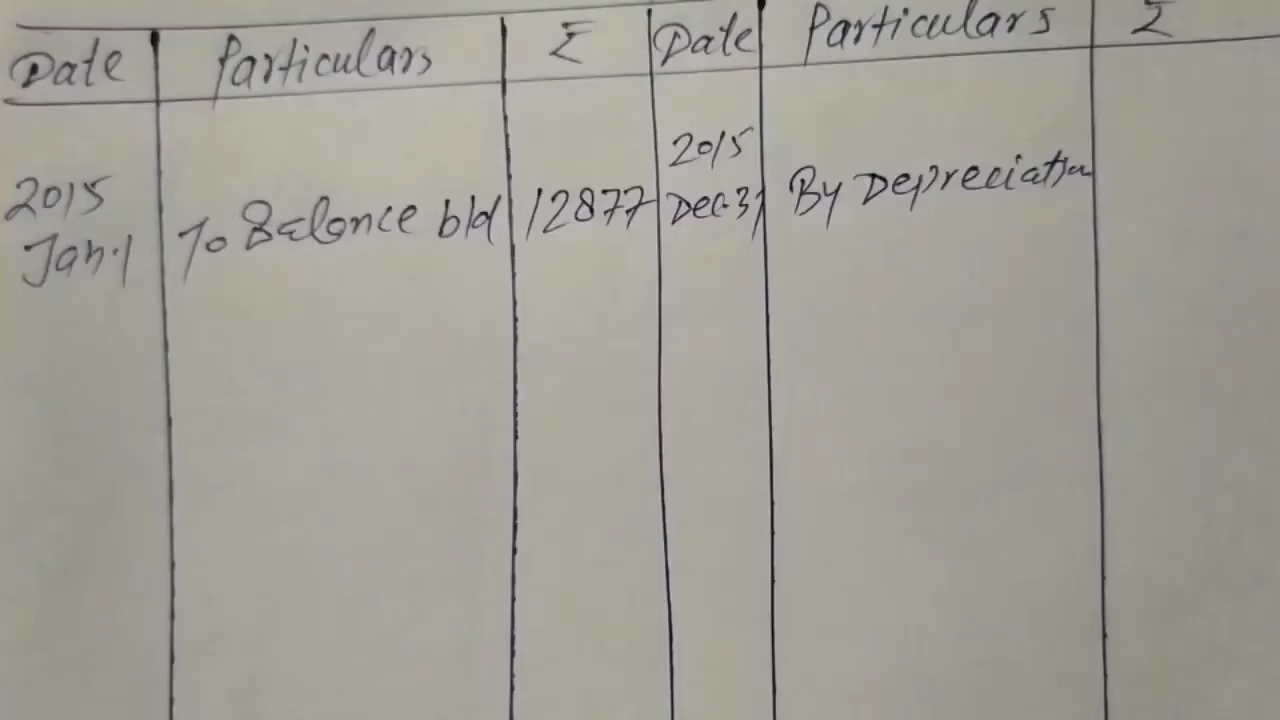 Date Particulars ₹ Date Particulars ₹
2015 2015
Jan.1 To Balance b/d 12877 Dec.31 By Depreciation